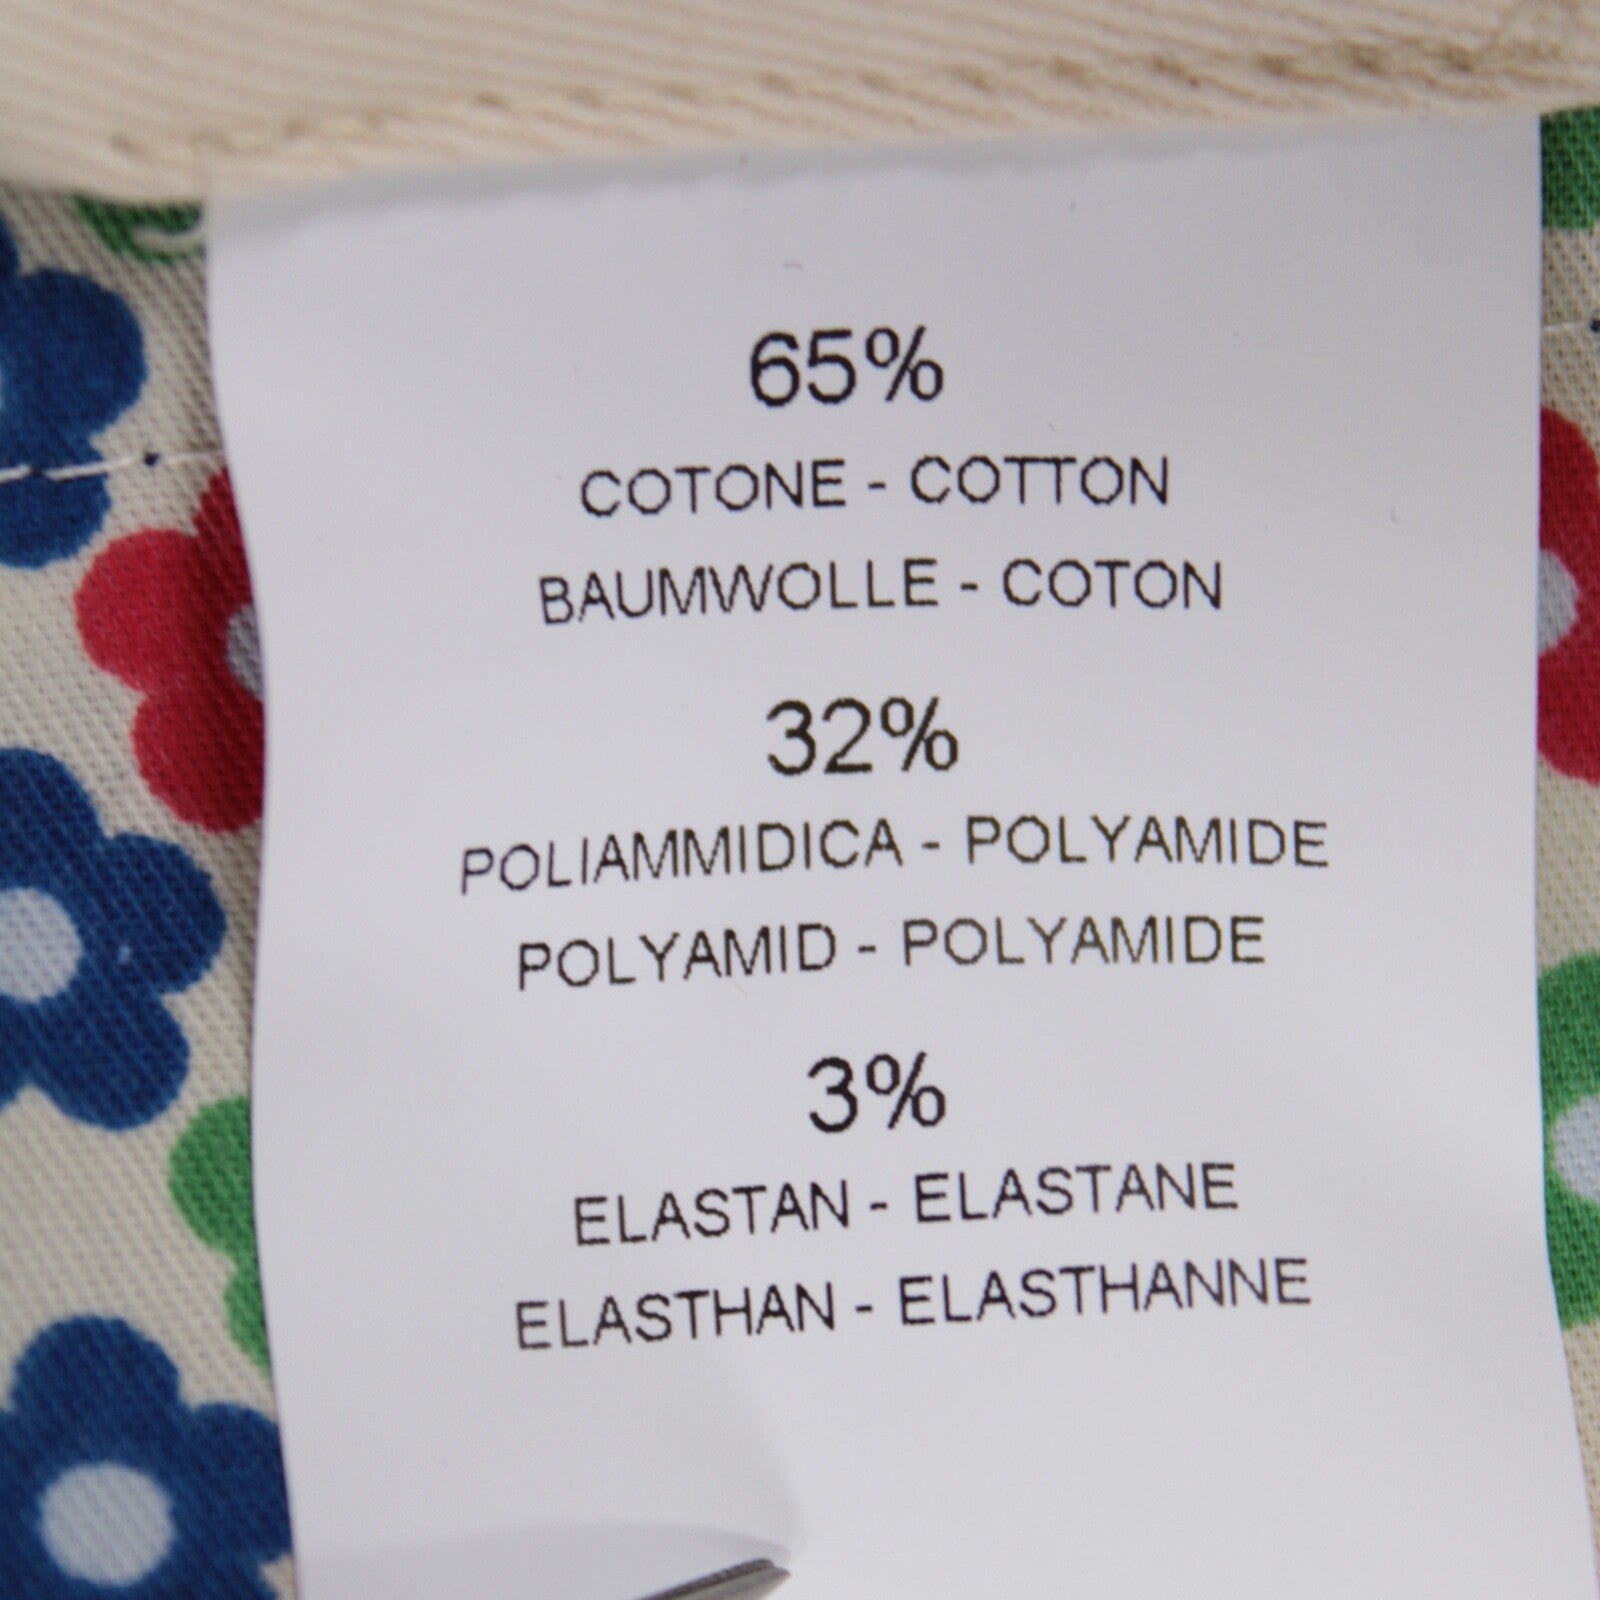 65%
COTONE - COTTON
BAUMWOLLE - COTON
32%
POLIAMMIDICA - POLYAMIDE
POLYAMID - POLYAMIDE
3%
ELASTAN - ELASTANE
ELASTHAN - ELASTHANNE